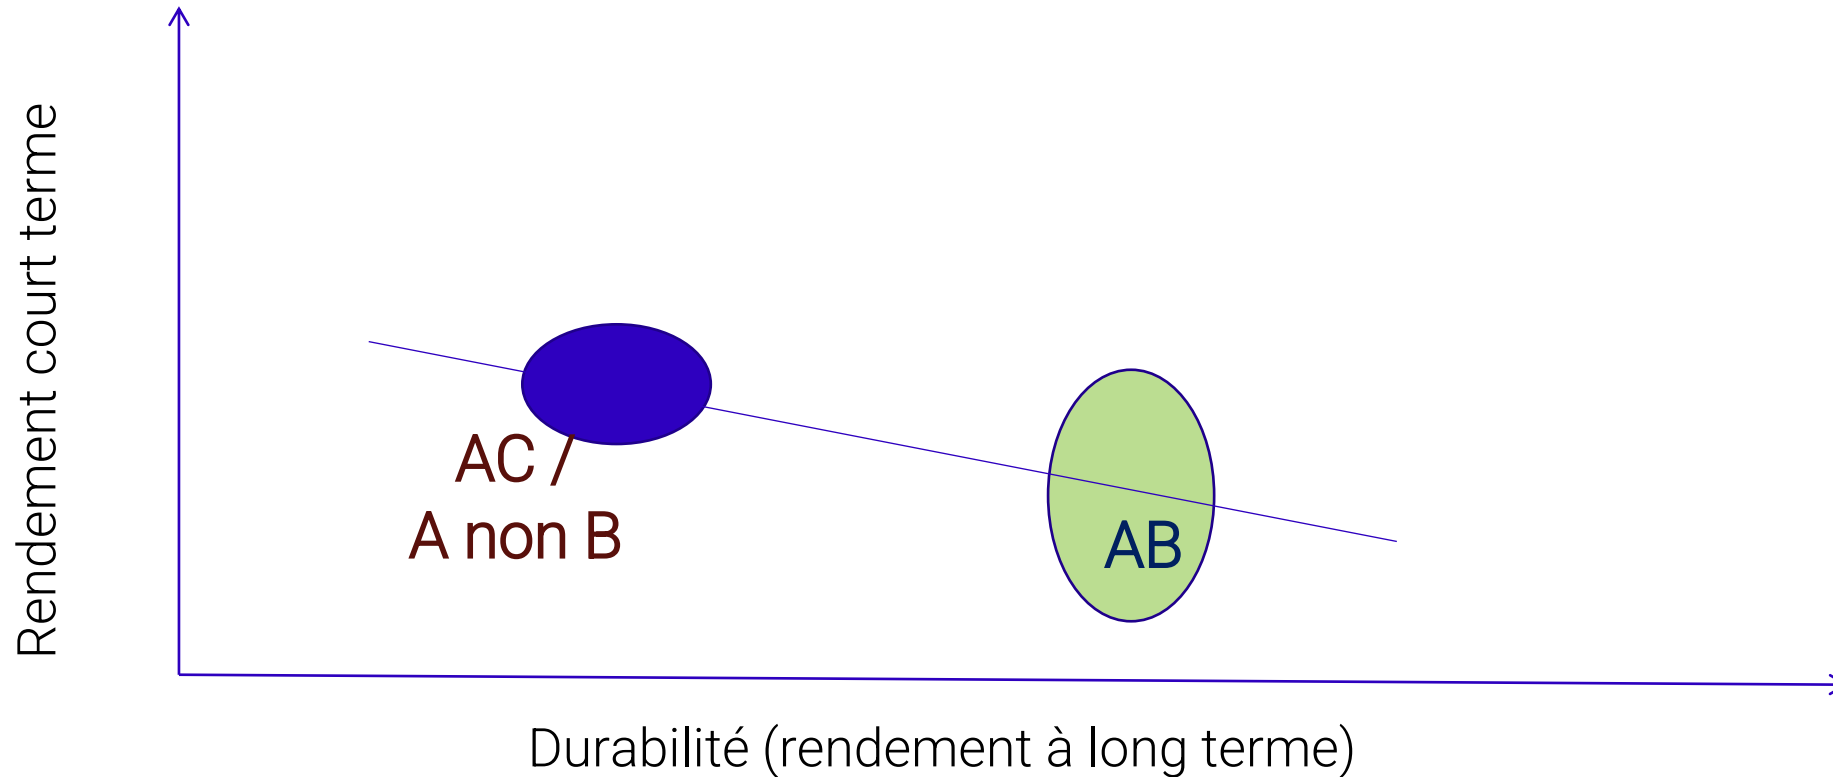 Rendement court terme
AC /
A non B
AB
Durabilité (rendement à long terme)